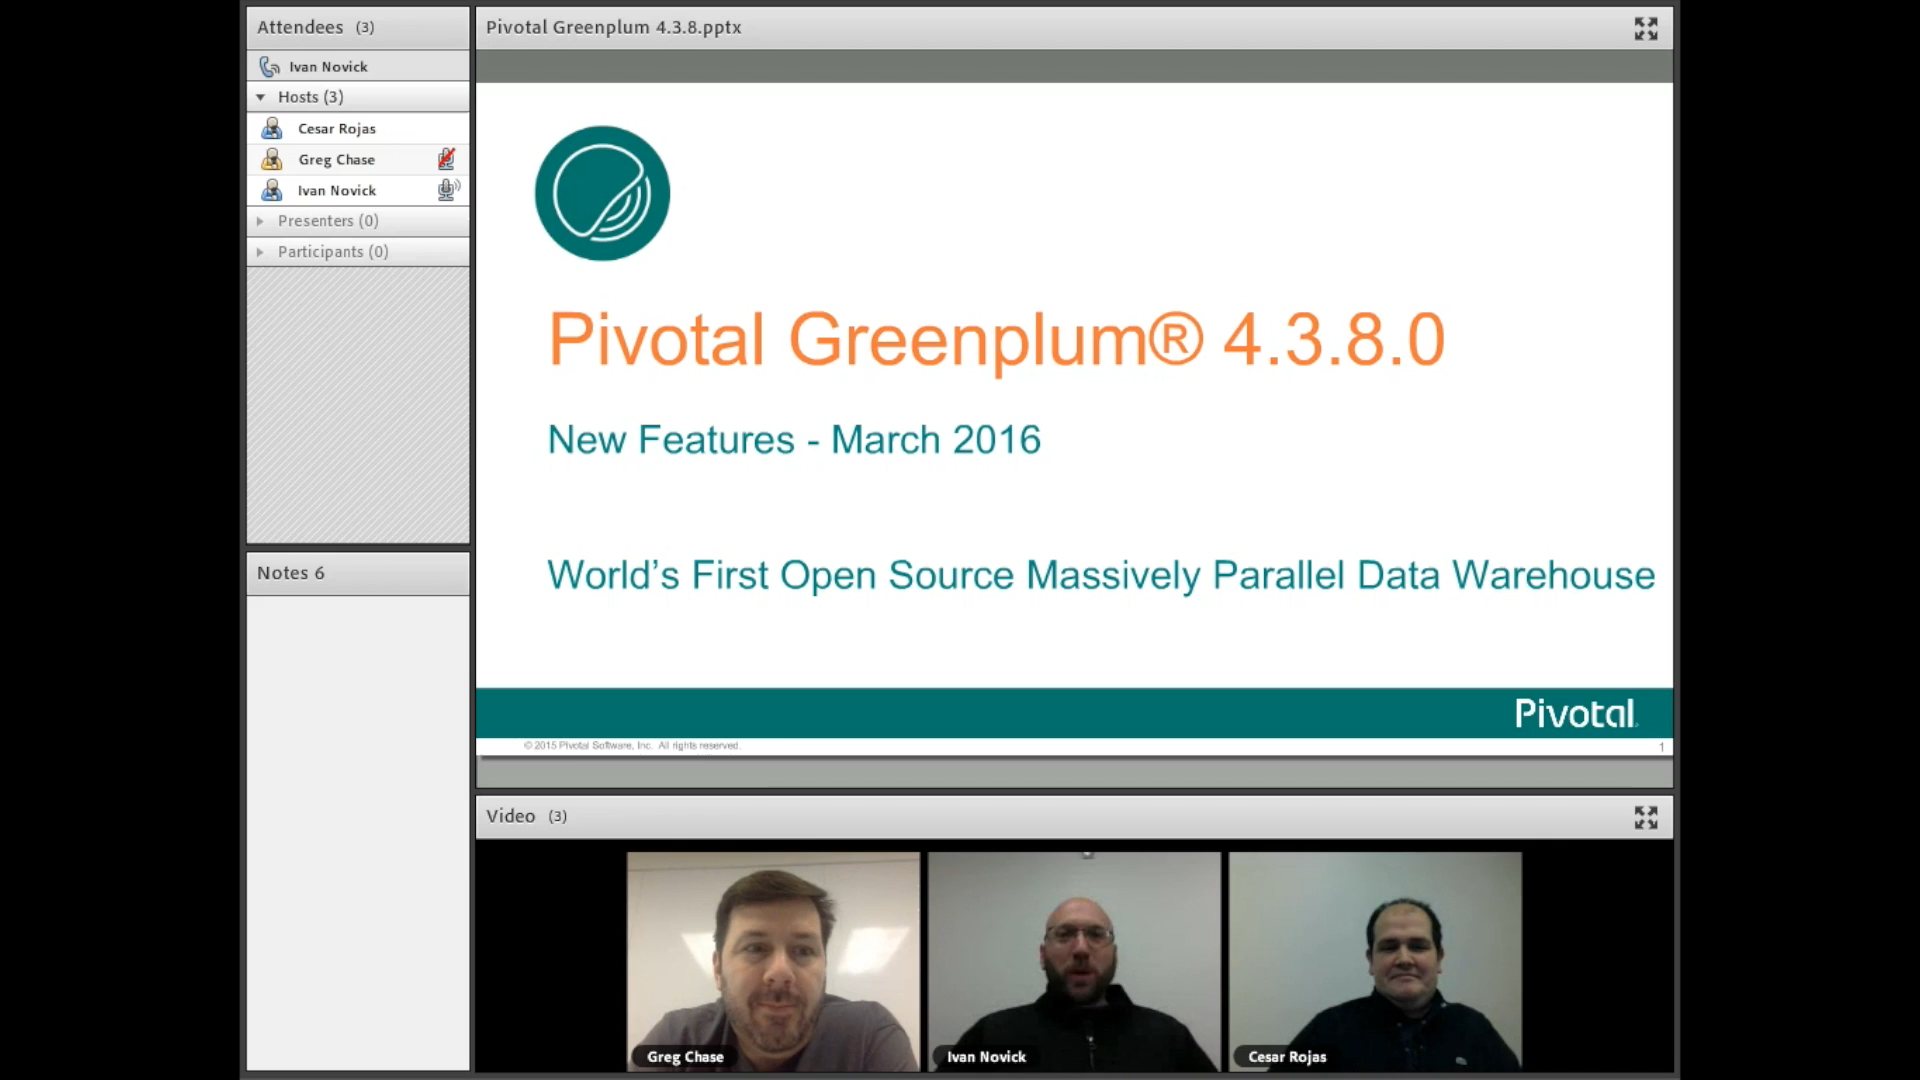 Attendees (3)
Ivan Novick
Hosts (3)
Cesar Rojas
Greg Chase
Ivan Novick
Presenters (0)
Participants (0)
Notes 6
Pivotal Greenplum 4.3.8.pptx
Pivotal Greenplum® 4.3.8.0
New Features - March 2016
World’s First Open Source Massively Parallel Data Warehouse
Pivotal
© 2015 Pivotal Software, Inc. All rights reserved.
1
Video (3)
Greg Chase
Ivan Novick
Cesar Rojas